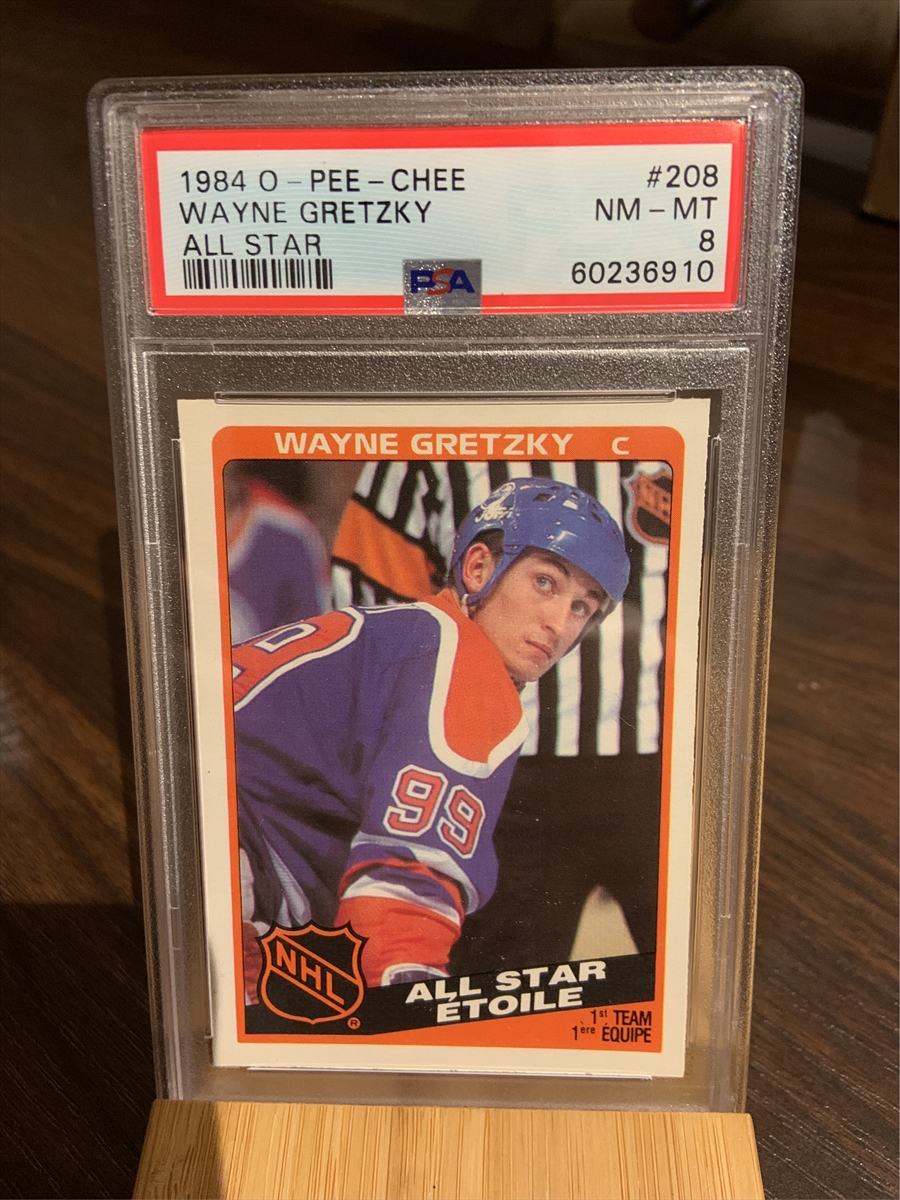 1984 O-PEE-CHEE #208
WAYNE GRETZKY NM-MT
ALL STAR 8
PSA 60236910
WAYNE GRETZKY C
NHL
99
NHL ®
ALL STAR
ÉTOILE
1st TEAM
1ère ÉQUIPE